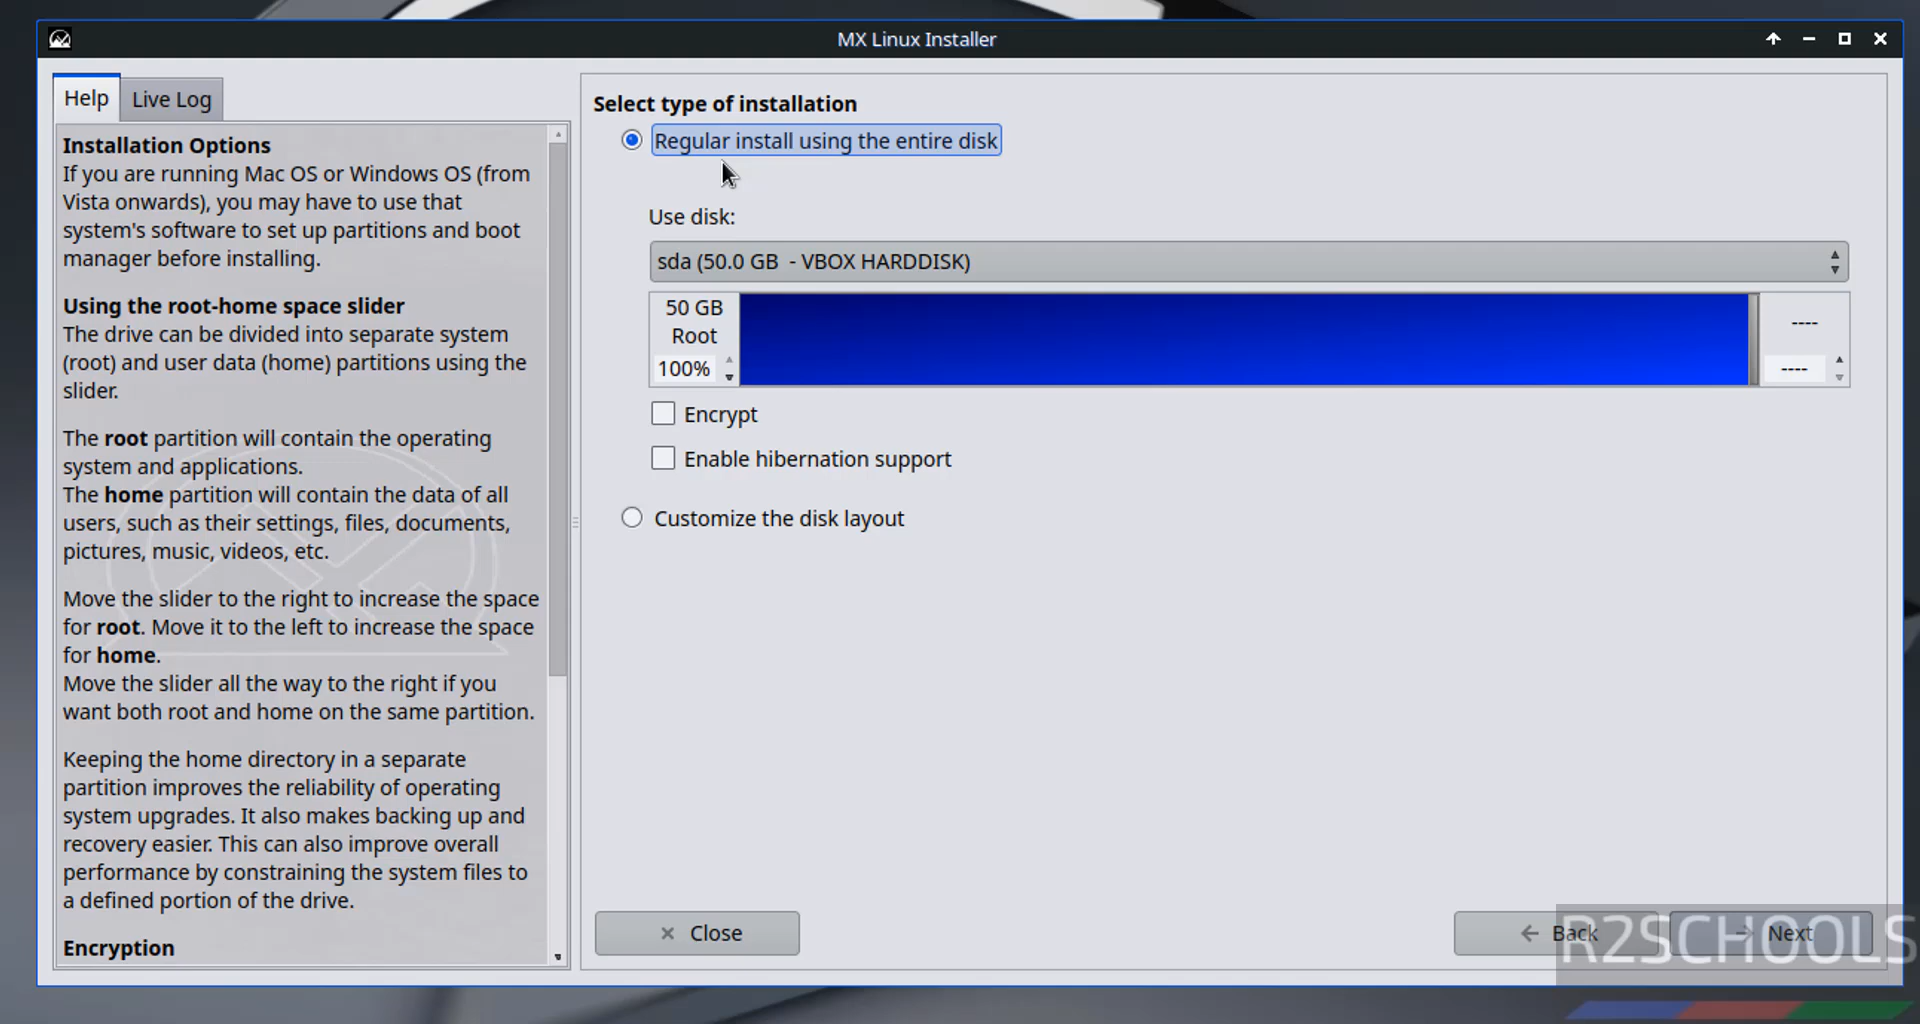 MX Linux Installer
Help
Live Log
Installation Options
If you are running Mac OS or Windows OS (from
Vista onwards), you may have to use that
system's software to set up partitions and boot
manager before installing.
Using the root-home space slider
The drive can be divided into separate system
(root) and user data (home) partitions using the
slider.
The root partition will contain the operating
system and applications.
The home partition will contain the data of all
users, such as their settings, files, documents,
pictures, music, videos, etc.
Move the slider to the right to increase the space
for root. Move it to the left to increase the space
for home.
Move the slider all the way to the right if you
want both root and home on the same partition.
Keeping the home directory in a separate
partition improves the reliability of operating
system upgrades. It also makes backing up and
recovery easier. This can also improve overall
performance by constraining the system files to
a defined portion of the drive.
Encryption
Select type of installation
Regular install using the entire disk
Use disk:
sda (50.0 GB - VBOX HARDDISK)
50 GB
Root
100%
----
----
Encrypt
Enable hibernation support
Customize the disk layout
Close
Back
Next
R2SCHOOLS